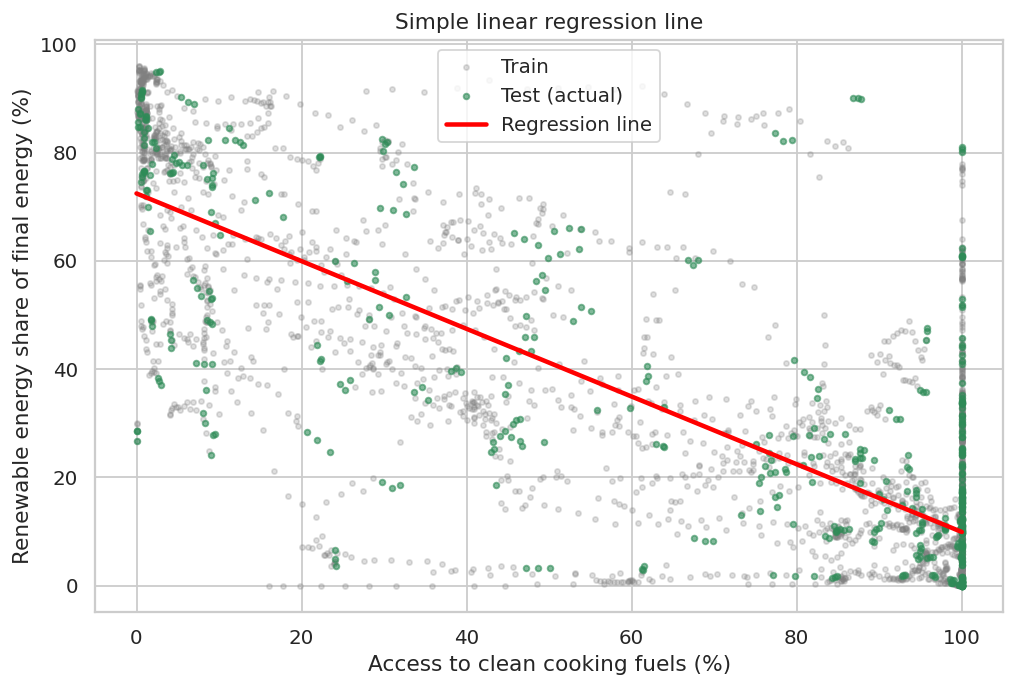 Simple linear regression line
Train
Test (actual)
Regression line
Renewable energy share of final energy (%)
100
80
60
40
20
0
0 20 40 60 80 100
Access to clean cooking fuels (%)